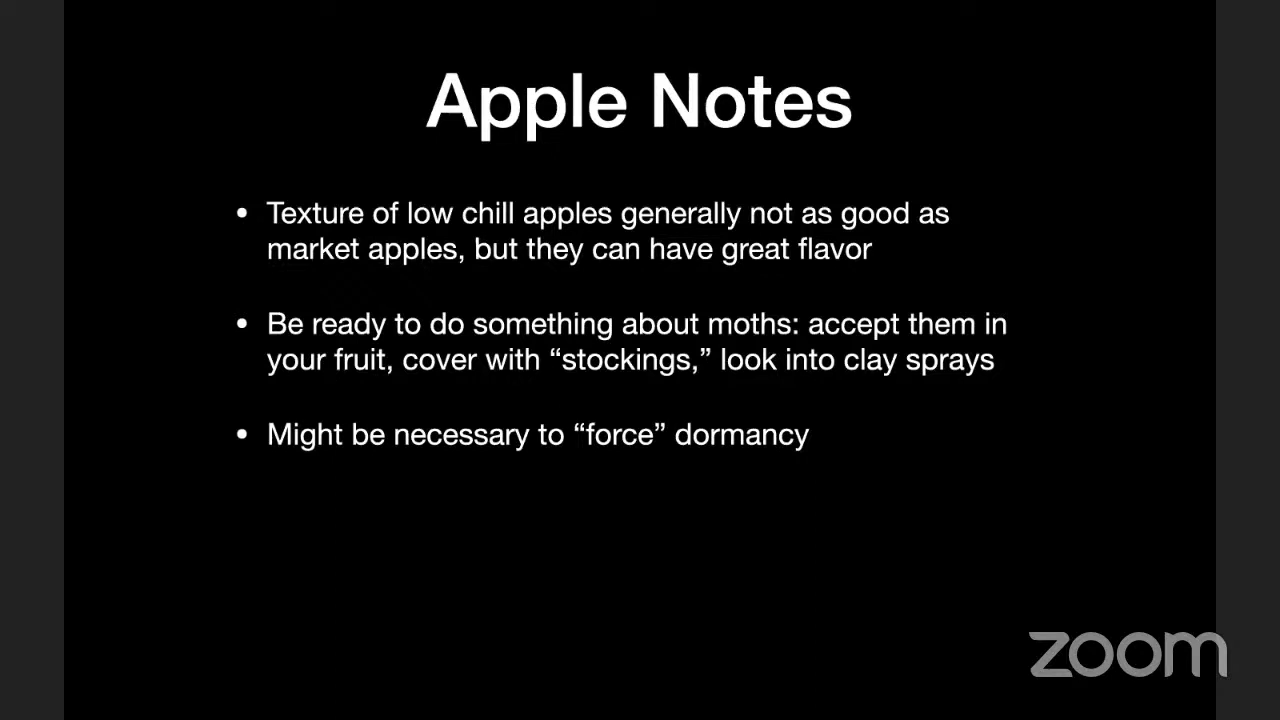 Apple Notes
• Texture of low chill apples generally not as good as
market apples, but they can have great flavor
• Be ready to do something about moths: accept them in
your fruit, cover with “stockings,” look into clay sprays
• Might be necessary to “force” dormancy
zoom